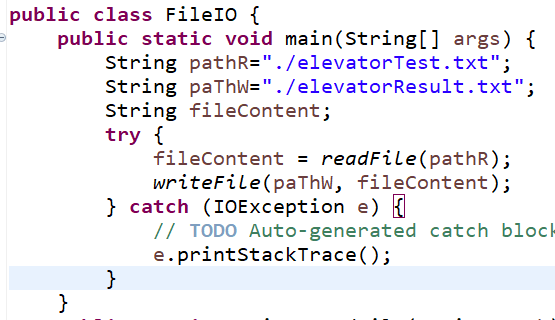 public class FileIO {
    public static void main(String[] args) {
        String pathR="./elevatorTest.txt";
        String paThW="./elevatorResult.txt";
        String fileContent;
        try {
            fileContent = readFile(pathR);
            writeFile(paThW, fileContent);
        } catch (IOException e) {
            // TODO Auto-generated catch block
            e.printStackTrace();
        }
    }